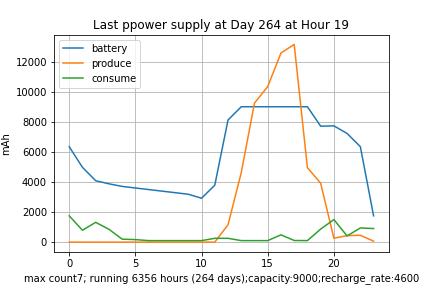 Last ppower supply at Day 264 at Hour 19
battery
produce
consume
mAh
12000
10000
8000
6000
4000
2000
0
0 5 10 15 20
max count7; running 6356 hours (264 days);capacity:9000;recharge_rate:4600